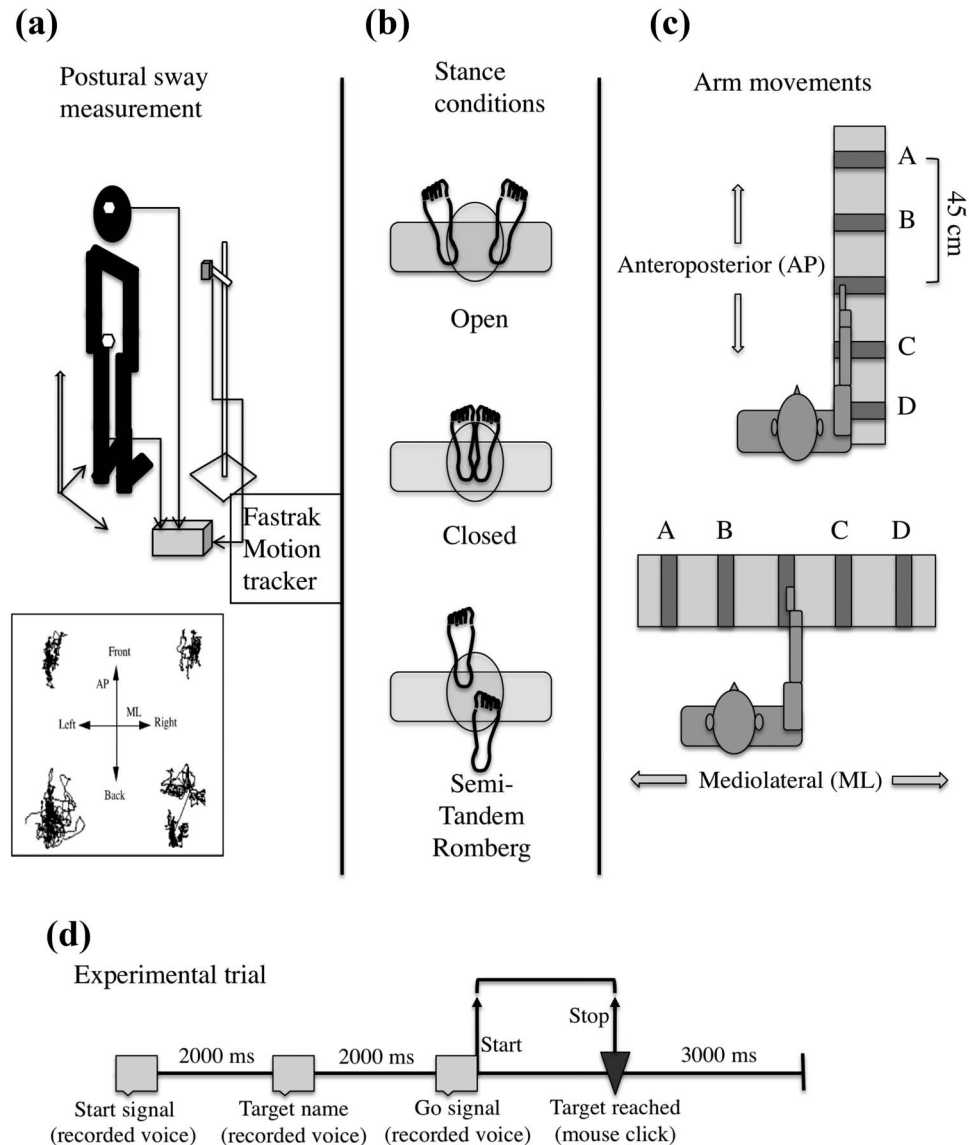 (a)
Postural sway
measurement
Fastrak
Motion
tracker
Front
AP
ML
Left
Right
Back
(b)
Stance
conditions
Open
Closed
Semi-
Tandem
Romberg
(c)
Arm movements
A
B
45 cm
Anteroposterior (AP)
C
D
A B C D
Mediolateral (ML)
(d)
Experimental trial
Start
Stop
2000 ms 2000 ms 3000 ms
Start signal Target name Go signal Target reached
(recorded voice) (recorded voice) (recorded voice) (mouse click)